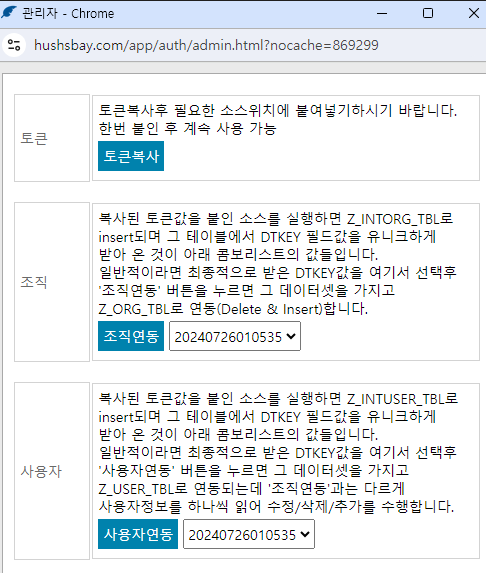 관리자 - Chrome
hushsbay.com/app/auth/admin.html?nocache=869299
토큰
토큰복사후 필요한 소스위치에 붙여넣기하시기 바랍니다.
한번 붙인 후 계속 사용 가능
토큰복사
조직
복사된 토큰값을 붙인 소스를 실행하면 Z_INTORG_TBL로
insert되며 그 테이블에서 DTKEY 필드값을 유니크하게
받아 온 것이 아래 콤보리스트의 값들입니다.
일반적이라면 최종적으로 받은 DTKEY값을 여기서 선택후
'조직연동' 버튼을 누르면 그 데이터셋을 가지고
Z_ORG_TBL로 연동(Delete & Insert)합니다.
조직연동 20240726010535
사용자
복사된 토큰값을 붙인 소스를 실행하면 Z_INTUSER_TBL로
insert되며 그 테이블에서 DTKEY 필드값을 유니크하게
받아 온 것이 아래 콤보리스트의 값들입니다.
일반적이라면 최종적으로 받은 DTKEY값을 여기서 선택후
'사용자연동' 버튼을 누르면 그 데이터셋을 가지고
Z_USER_TBL로 연동되는데 '조직연동'과는 다르게
사용자정보를 하나씩 읽어 수정/삭제/추가를 수행합니다.
사용자연동 20240726010535